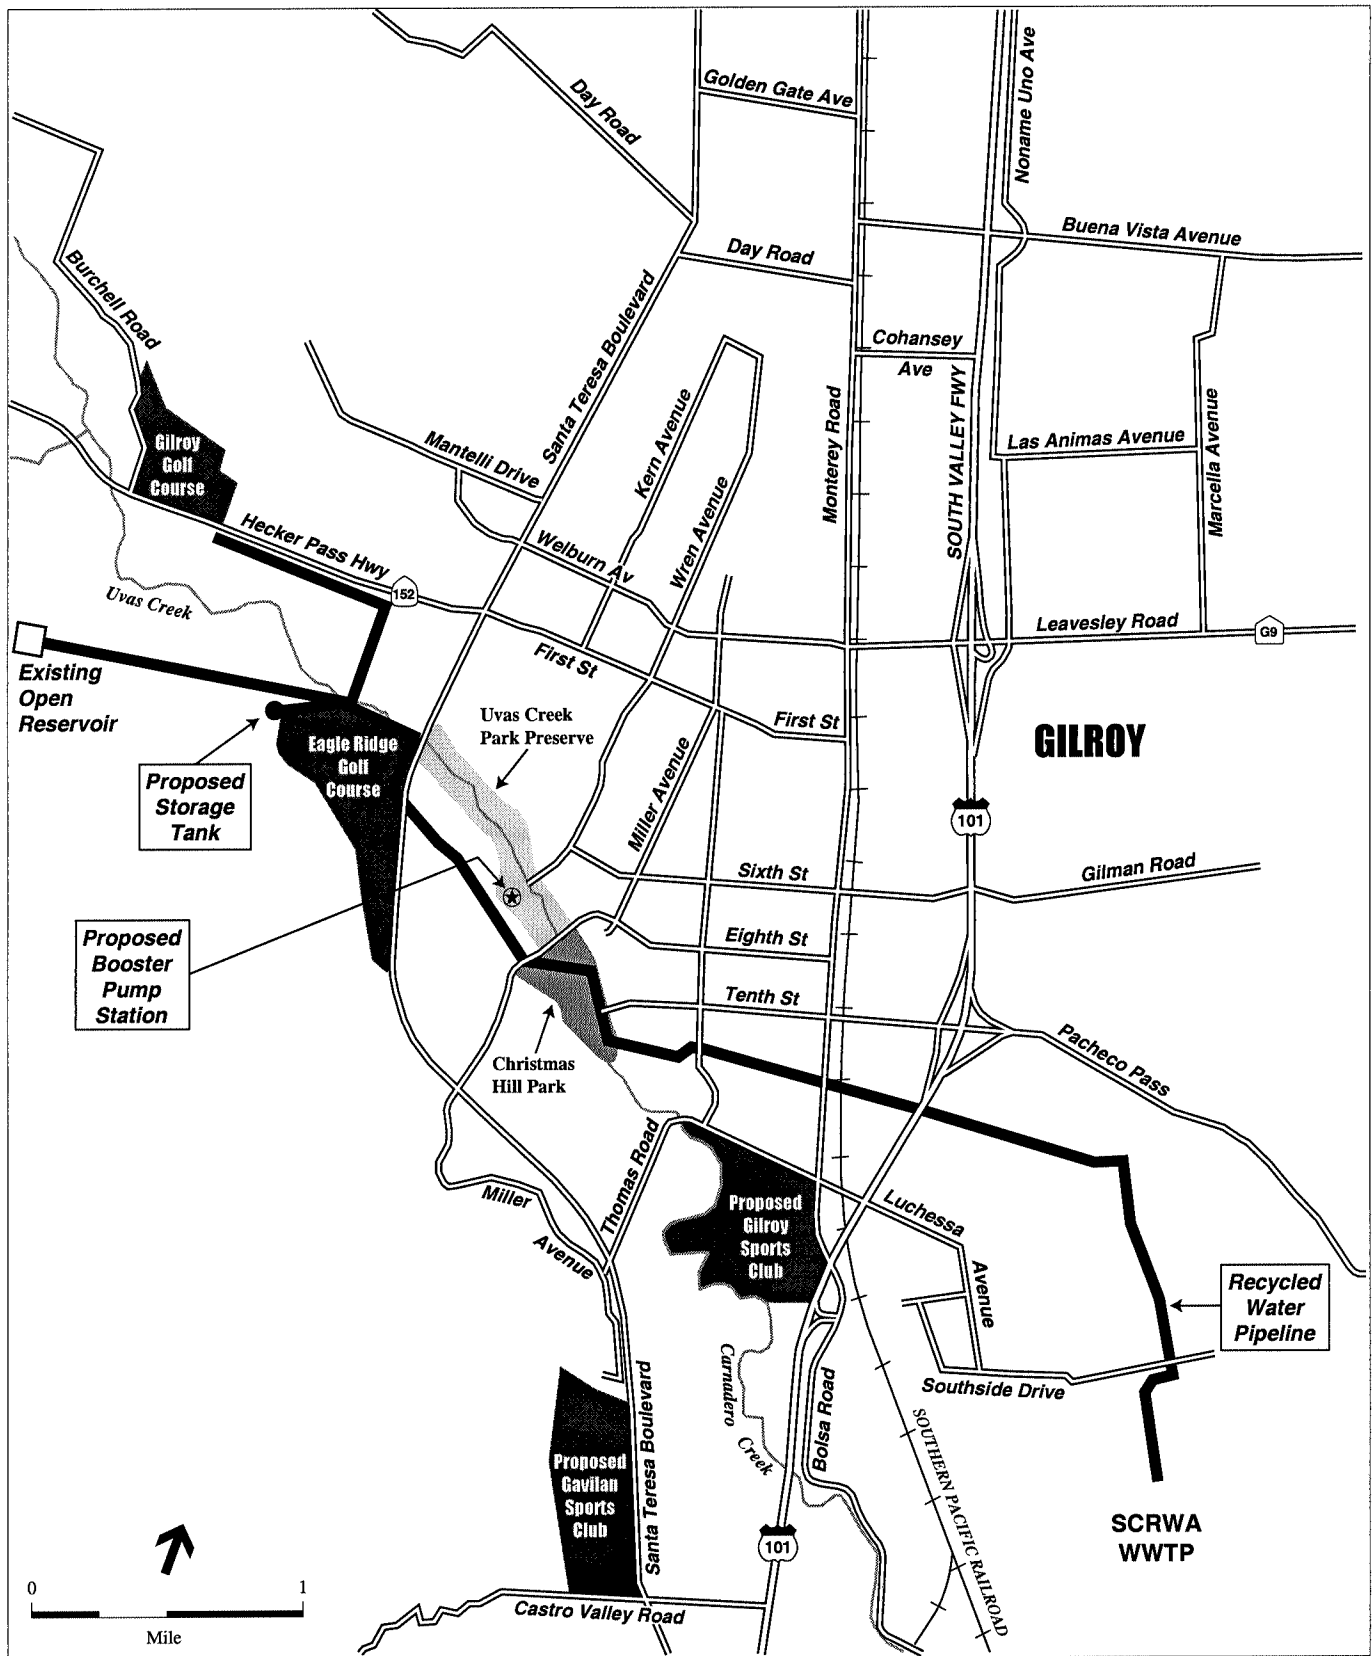 Noname Uno Ave
Golden Gate Ave
Day Road
Buena Vista Avenue
Day Road
Burchell Road
Santa Teresa Boulevard
Cohansey
Ave
Kern Avenue
Monterey Road
SOUTH VALLEY FWY
Las Animas Avenue
Marcella Avenue
Mantelli Drive
Gilroy
Golf
Course
Wren Avenue
Hecker Pass Hwy
Welburn Av
152
Uvas Creek
Leavesley Road
G9
Existing
Open
Reservoir
First St
Uvas Creek
Park Preserve
First St
GILROY
Eagle Ridge
Golf
Course
Proposed
Storage
Tank
Miller Avenue
101
Sixth St
Gilman Road
Proposed
Booster
Pump
Station
Eighth St
Tenth St
Pacheco Pass
Christmas
Hill Park
Thomas Road
Miller
Avenue
Proposed
Gilroy
Sports
Club
Luchessa
Avenue
Recycled
Water
Pipeline
Carnadero
Creek
Bolsa Road
Southside Drive
SOUTHERN PACIFIC RAILROAD
Santa Teresa Boulevard
Proposed
Gavilan
Sports
Club
SCRWA
WWTP
101
Castro Valley Road
0 1
Mile